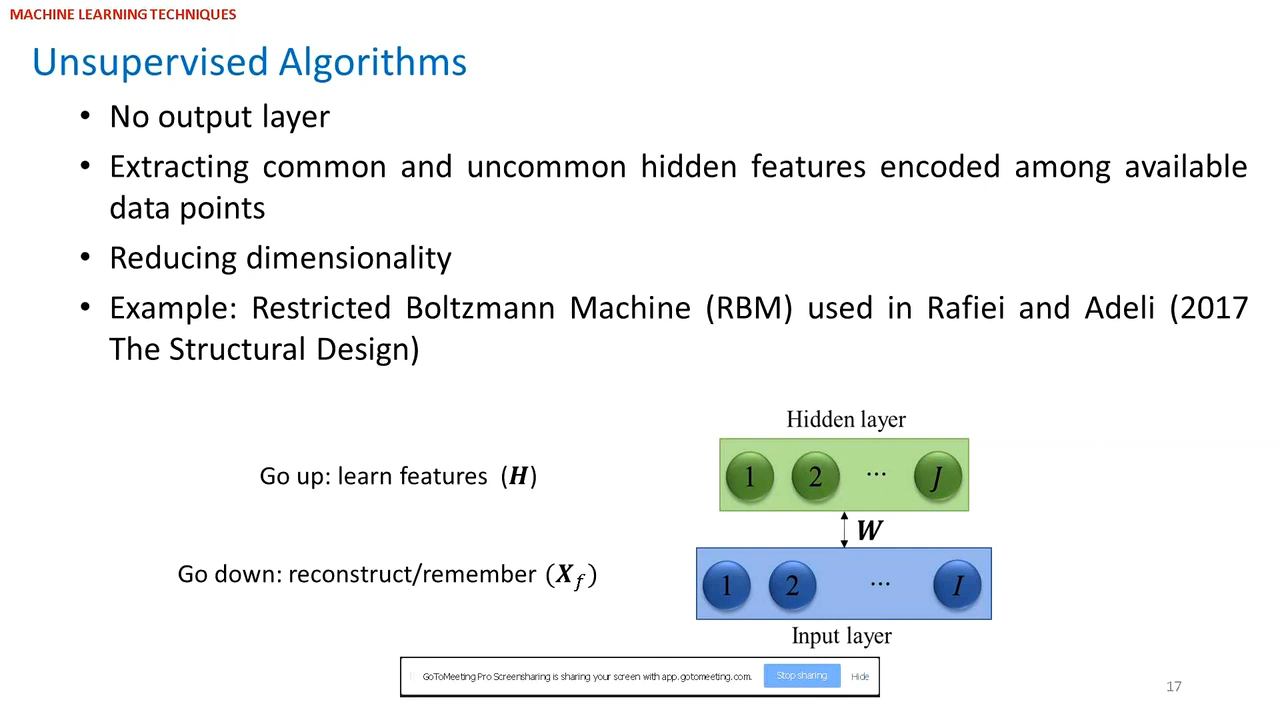 MACHINE LEARNING TECHNIQUES
Unsupervised Algorithms
• No output layer
• Extracting common and uncommon hidden features encoded among available
data points
• Reducing dimensionality
• Example: Restricted Boltzmann Machine (RBM) used in Rafiei and Adeli (2017
The Structural Design)
Hidden layer
Go up: learn features (H)
1 2 ... J
W
Go down: reconstruct/remember (X_f)
1 2 ... I
Input layer
GoToMeeting Pro Screensharing is sharing your screen with app.gotomeeting.com. Stop sharing Hide
17